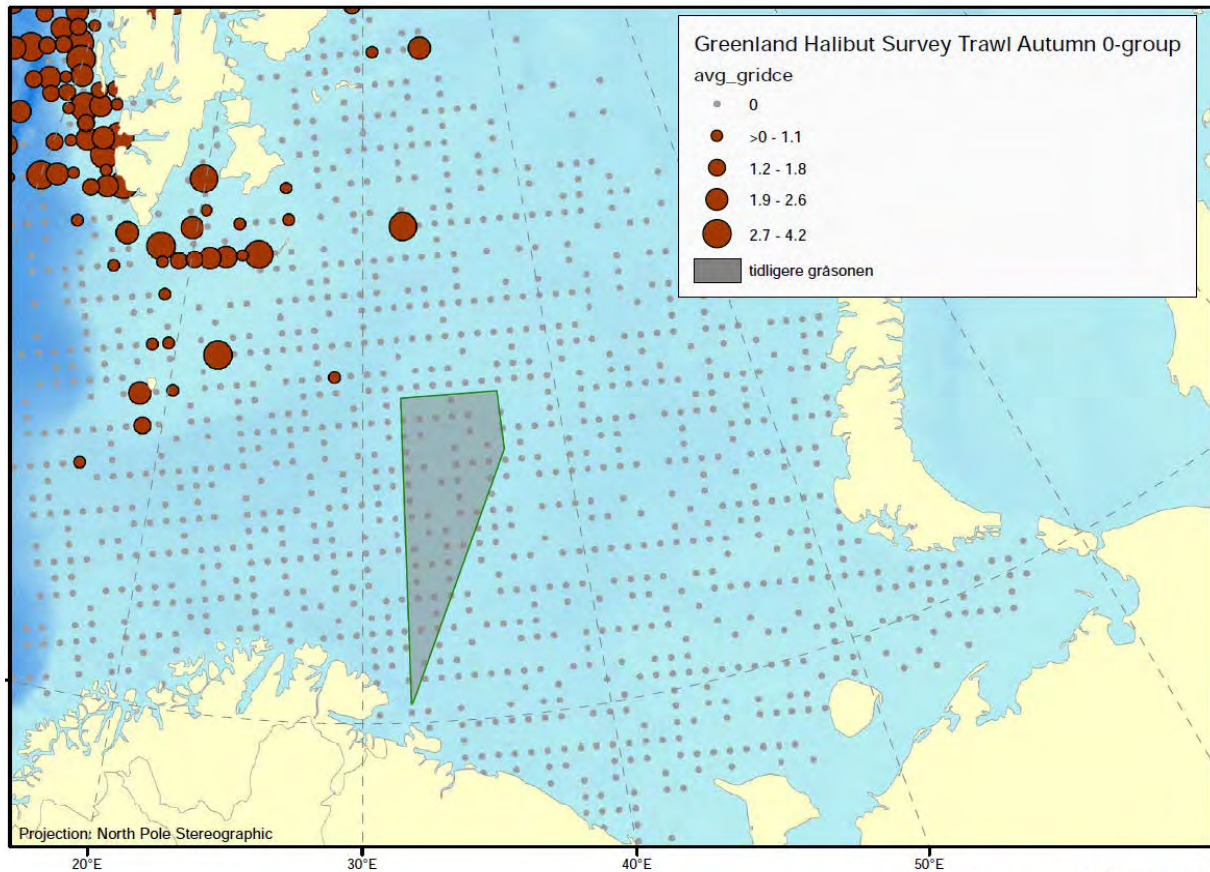 Greenland Halibut Survey Trawl Autumn 0-group
avg_gridce
0
>0 - 1.1
1.2 - 1.8
1.9 - 2.6
2.7 - 4.2
tidligere gråsonen
Projection: North Pole Stereographic
20°E 30°E 40°E 50°E